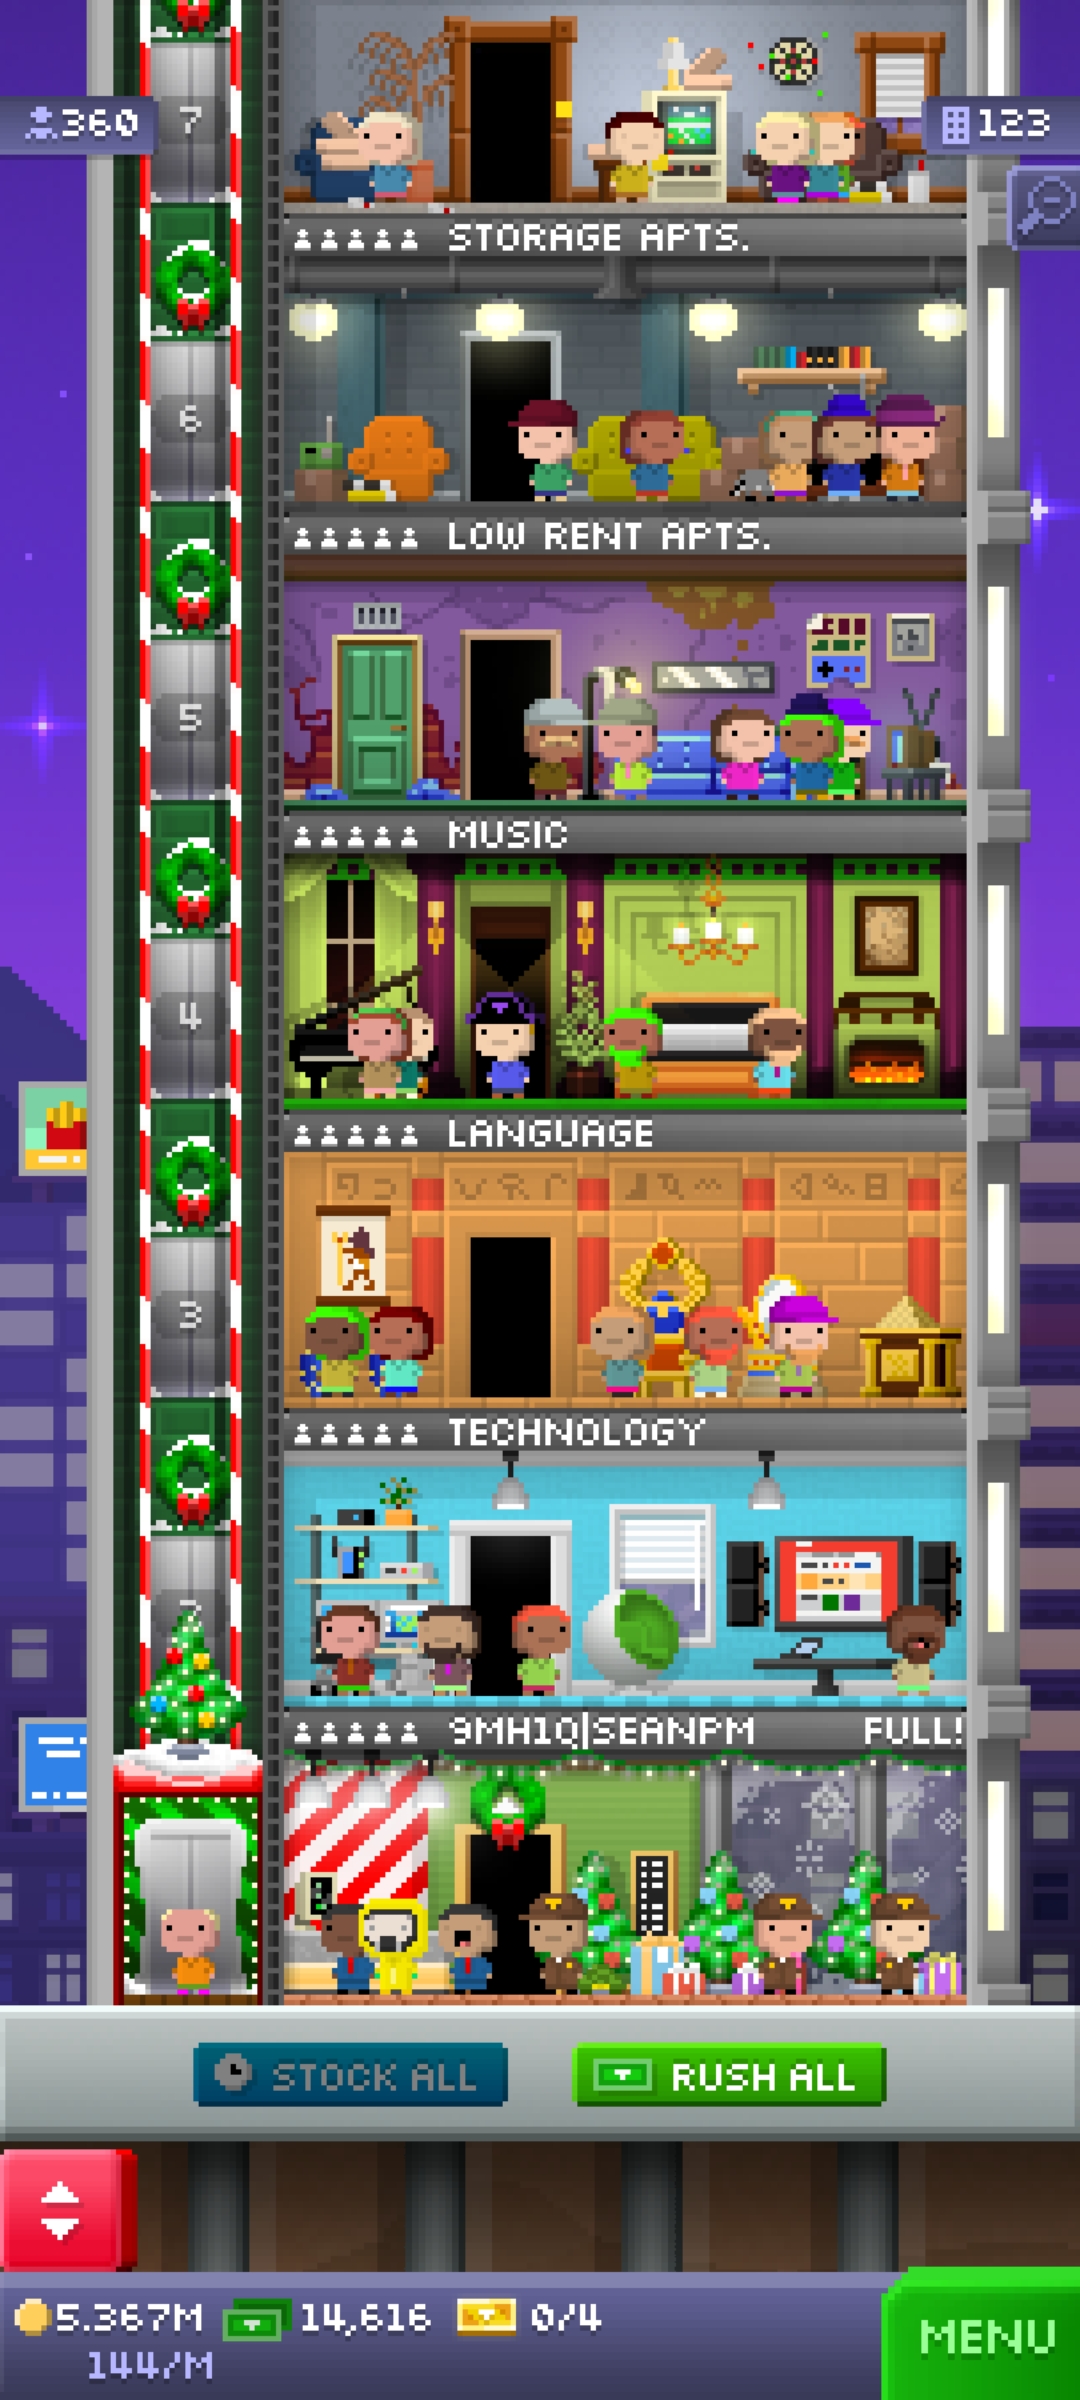 7
360
123
STORAGE APTS.
6
LOW RENT APTS.
5
MUSIC
4
LANGUAGE
3
TECHNOLOGY
9MH1Q|SEANPM FULL!
STOCK ALL
RUSH ALL
5.367M 14,616 0/4
144/M
MENU